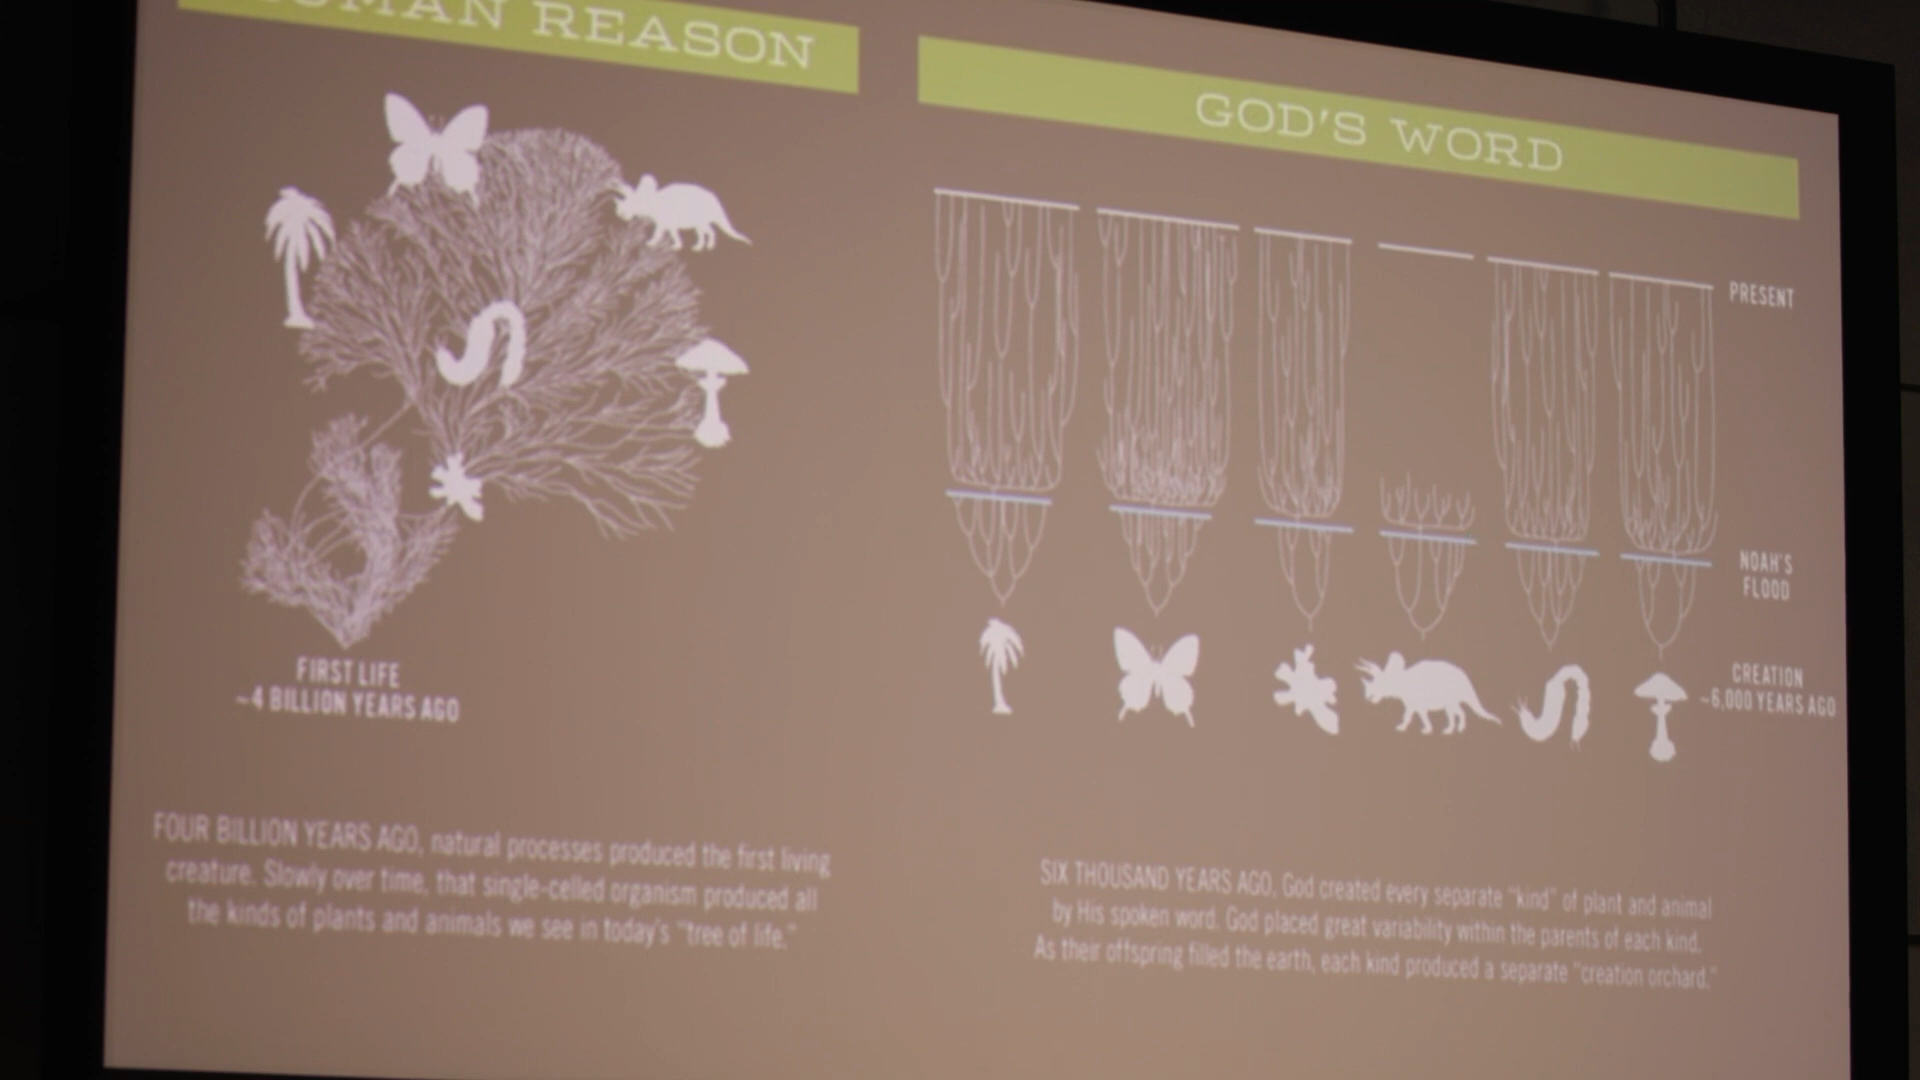 REASON
FIRST LIFE
~4 BILLION YEARS AGO
FOUR BILLION YEARS AGO, natural processes produced the first living
creature. Slowly over time, that single-celled organism produced all
the kinds of plants and animals we see in today's "tree of life."
GOD'S WORD
PRESENT
NOAH'S
FLOOD
CREATION
~6,000 YEARS AGO
SIX THOUSAND YEARS AGO, God created every separate "kind" of plant and animal
by His spoken word. God placed great variability within the parents of each kind.
As their offspring filled the earth, each kind produced a separate "creation orchard."